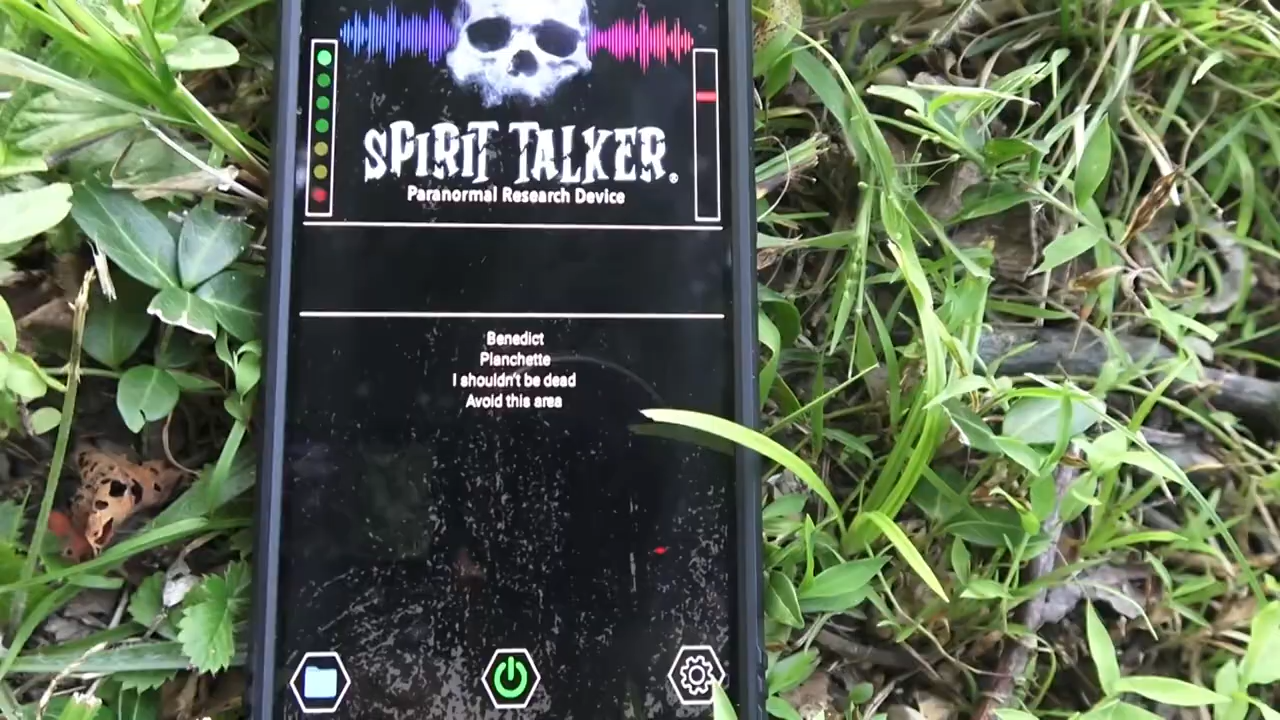 SPIRIT TALKER®
Paranormal Research Device
Benedict
Planchette
I shouldn't be dead
Avoid this area